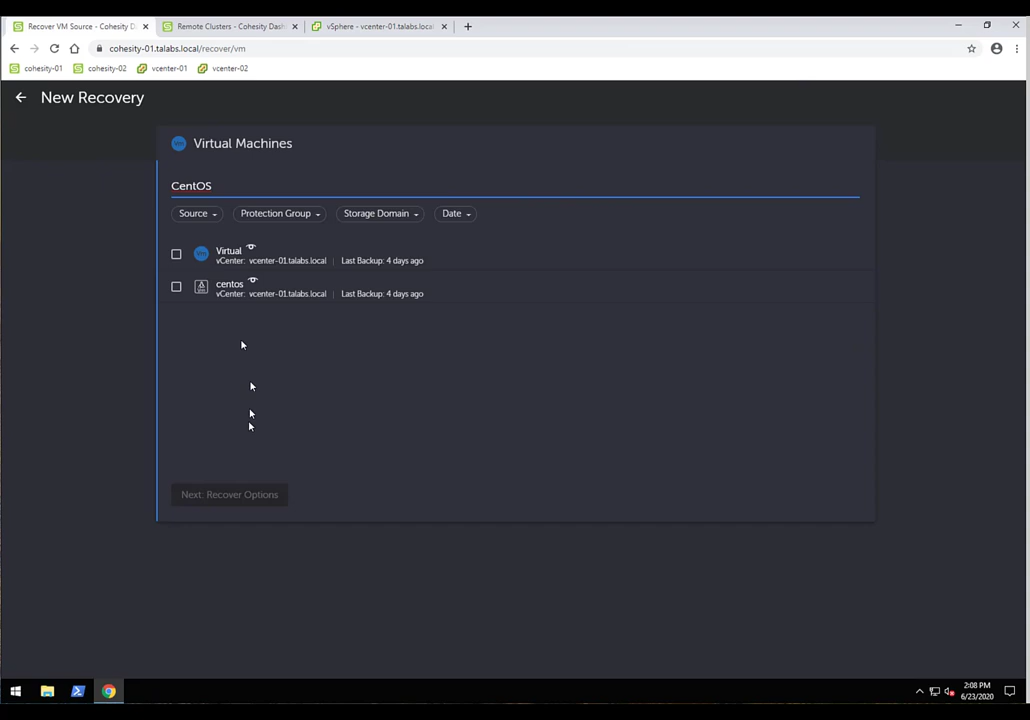 Recover VM Source - Cohesity D
Remote Clusters - Cohesity Dash
vSphere - vcenter-01.talabs.local
cohesity-01.talabs.local/recover/vm
cohesity-01
cohesity-02
vcenter-01
vcenter-02
New Recovery
Virtual Machines
CentOS
Source
Protection Group
Storage Domain
Date
Virtual
vCenter: vcenter-01.talabs.local | Last Backup: 4 days ago
centos
vCenter: vcenter-01.talabs.local | Last Backup: 4 days ago
Next: Recover Options
2:08 PM
6/23/2020